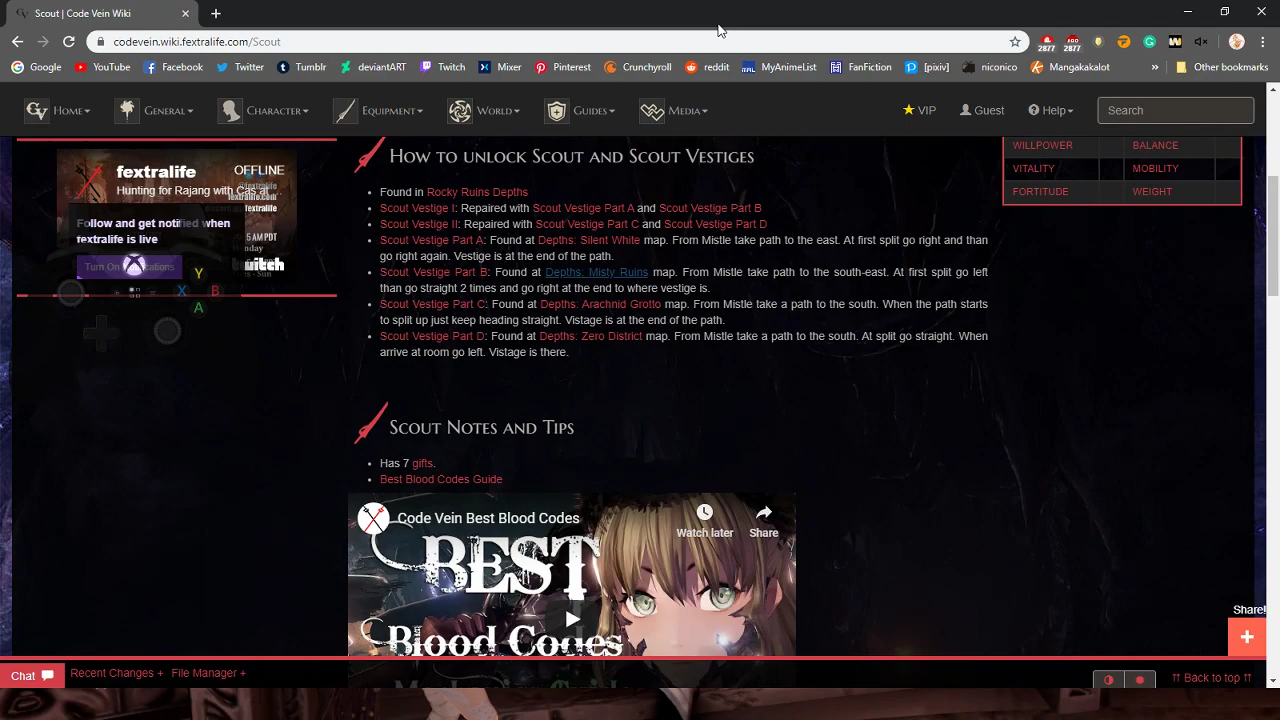 Scout | Code Vein Wiki
codevein.wiki.fextralife.com/Scout
2877
2877
Google
YouTube
Facebook
Twitter
Tumblr
deviantART
Twitch
Mixer
Pinterest
Crunchyroll
reddit
MyAnimeList
FanFiction
[pixiv]
niconico
Mangakakalot
»
Other bookmarks
Home
General
Character
Equipment
World
Guides
Media
VIP
Guest
Help
Search
fextralife
OFFLINE
Hunting for Rajang with
Follow and get notified when
fextralife is live
5 AM PDT
twitch
Y
X
B
A
How to unlock Scout and Scout Vestiges
Found in Rocky Ruins Depths
Scout Vestige I: Repaired with Scout Vestige Part A and Scout Vestige Part B
Scout Vestige II: Repaired with Scout Vestige Part C and Scout Vestige Part D
Scout Vestige Part A: Found at Depths: Silent White map. From Mistle take path to the east. At first split go right and than
go right again. Vestige is at the end of the path.
Scout Vestige Part B: Found at Depths: Misty Ruins map. From Mistle take path to the south-east. At first split go left
than go straight 2 times and go right at the end to where vestige is.
Scout Vestige Part C: Found at Depths: Arachnid Grotto map. From Mistle take a path to the south. When the path starts
to split up just keep heading straight. Vistage is at the end of the path.
Scout Vestige Part D: Found at Depths: Zero District map. From Mistle take a path to the south. At split go straight. When
arrive at room go left. Vistage is there.
WILLPOWER
BALANCE
VITALITY
MOBILITY
FORTITUDE
WEIGHT
Scout Notes and Tips
Has 7 gifts.
Best Blood Codes Guide
Code Vein Best Blood Codes
Watch later
Share
BEST
Blood Codes
Share!
Chat
Recent Changes +
File Manager +
⇈ Back to top ⇈